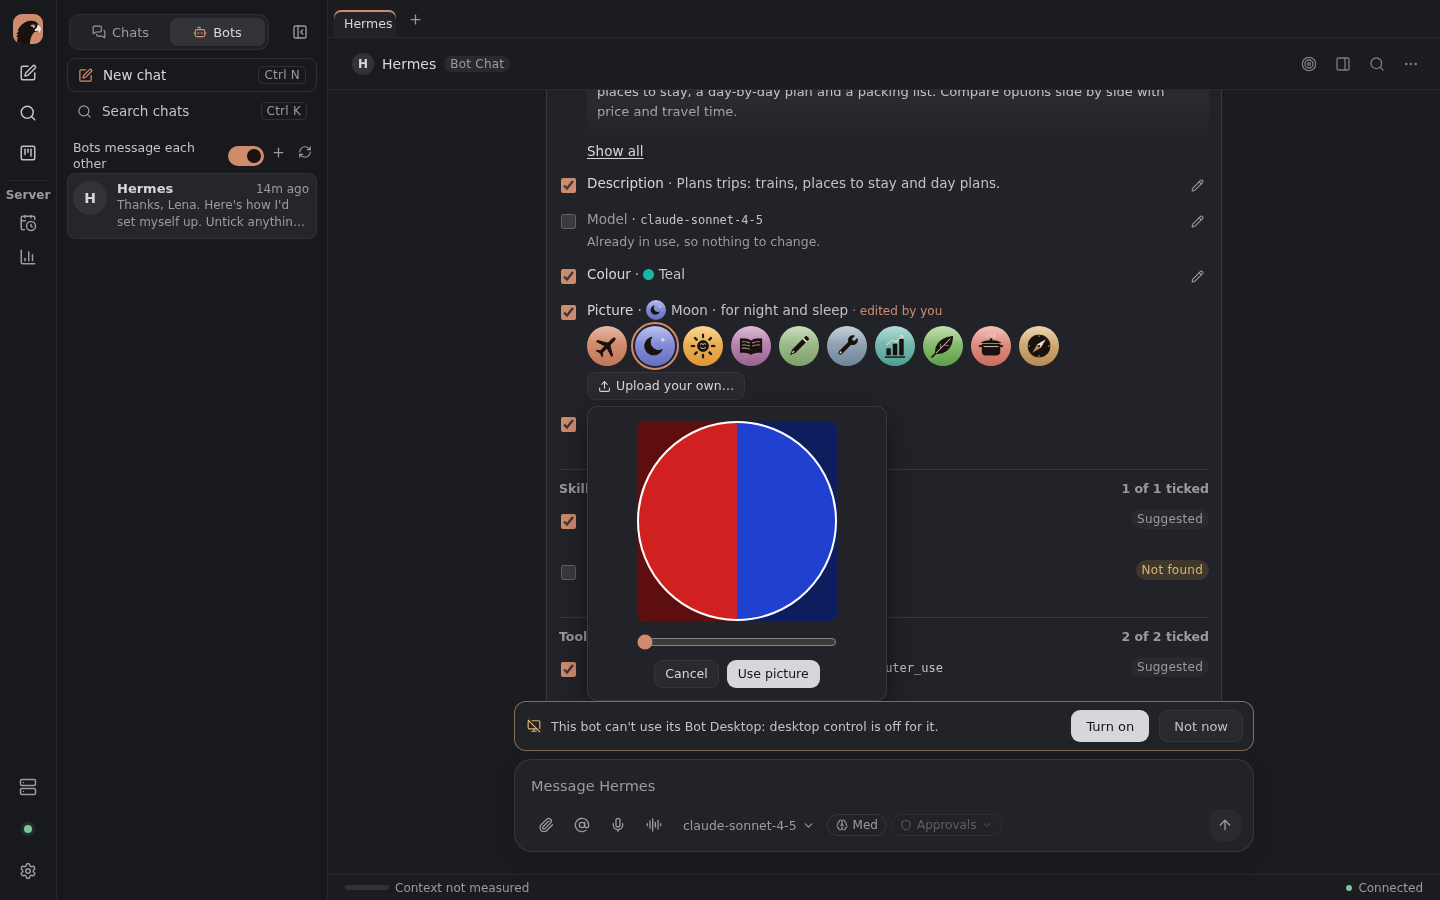 Chats
Bots
New chat
Ctrl N
Search chats
Ctrl K
Bots message each
other
Server
H
Hermes
14m ago
Thanks, Lena. Here's how I'd
set myself up. Untick anythin…
Hermes
H
Hermes
Bot Chat
places to stay, a day-by-day plan and a packing list. Compare options side by side with
price and travel time.
Show all
Description · Plans trips: trains, places to stay and day plans.
Model · claude-sonnet-4-5
Already in use, so nothing to change.
Colour · Teal
Picture · Moon · for night and sleep · edited by you
Upload your own…
Skil
1 of 1 ticked
Suggested
Not found
Tool
2 of 2 ticked
uter_use
Suggested
Cancel
Use picture
This bot can't use its Bot Desktop: desktop control is off for it.
Turn on
Not now
Message Hermes
claude-sonnet-4-5
Med
Approvals
Context not measured
Connected